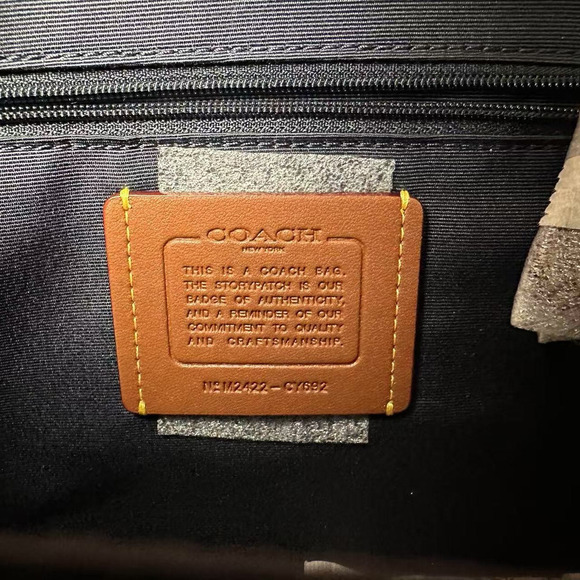 COACH
NEW YORK
THIS IS A COACH BAG.
THE STORYPATCH IS OUR
BADGE OF AUTHENTICITY,
AND A REMINDER OF OUR
COMMITMENT TO QUALITY
AND CRAFTSMANSHIP.
Nº M2422-CY682